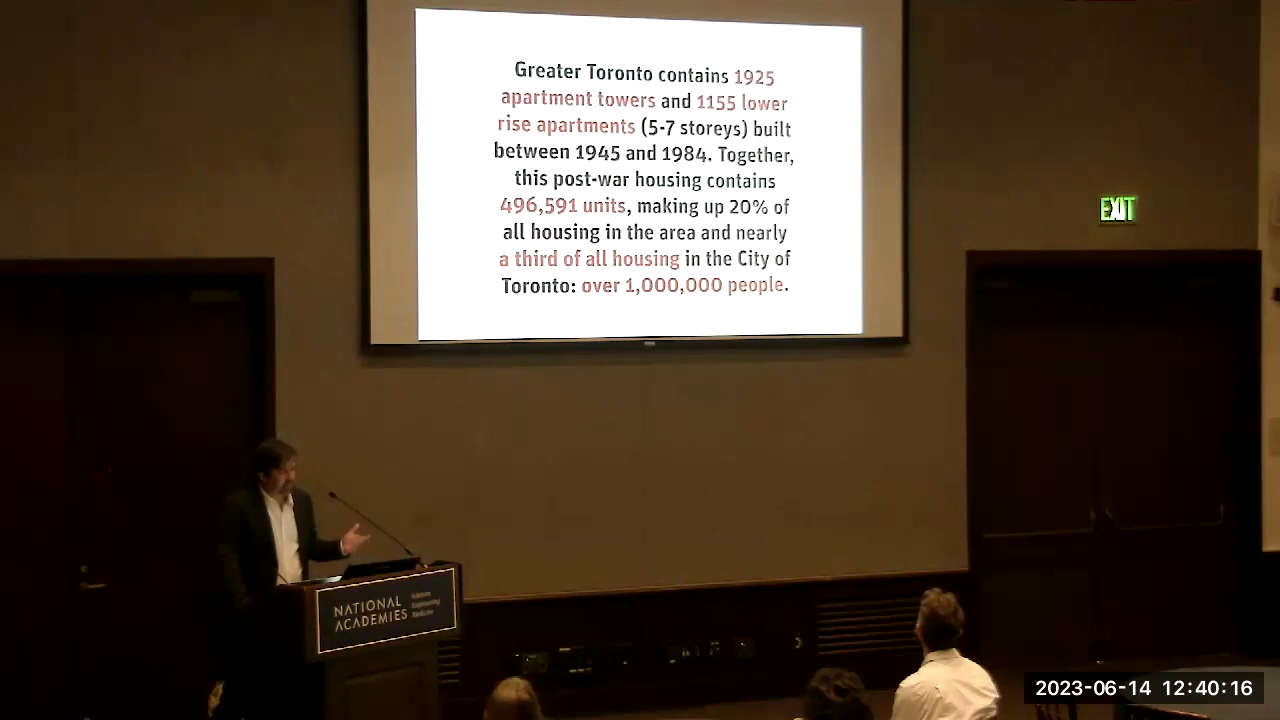 Greater Toronto contains 1925
apartment towers and 1155 lower
rise apartments (5-7 storeys) built
between 1945 and 1984. Together,
this post-war housing contains
496,591 units, making up 20% of
all housing in the area and nearly
a third of all housing in the City of
Toronto: over 1,000,000 people.
EXIT
NATIONAL
ACADEMIES
Sciences
Engineering
Medicine
2023-06-14 12:40:16